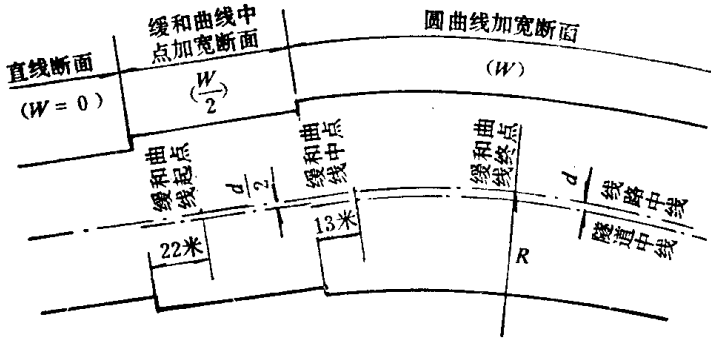 缓和曲线中
点加宽断面
圆曲线加宽断面
直线断面
(W = 0)
(W/2)
(W)
缓和曲
线起点
d/2
缓和曲
线中点
缓和曲
线终点
d
线路中线
隧道中线
22米
13米
R